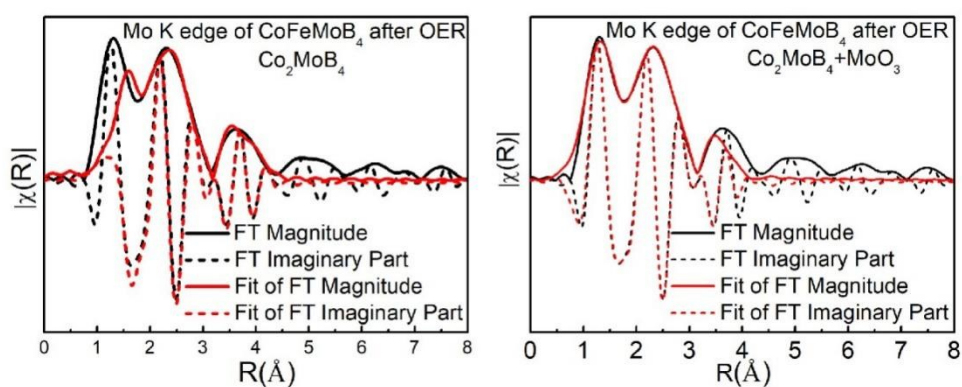 Mo K edge of CoFeMoB₄ after OER
Co₂MoB₄
|χ(R)|
FT Magnitude
FT Imaginary Part
Fit of FT Magnitude
Fit of FT Imaginary Part
0 1 2 3 4 5 6 7 8
R(Å)
Mo K edge of CoFeMoB₄ after OER
Co₂MoB₄+MoO₃
|χ(R)|
FT Magnitude
FT Imaginary Part
Fit of FT Magnitude
Fit of FT Imaginary Part
0 1 2 3 4 5 6 7 8
R(Å)